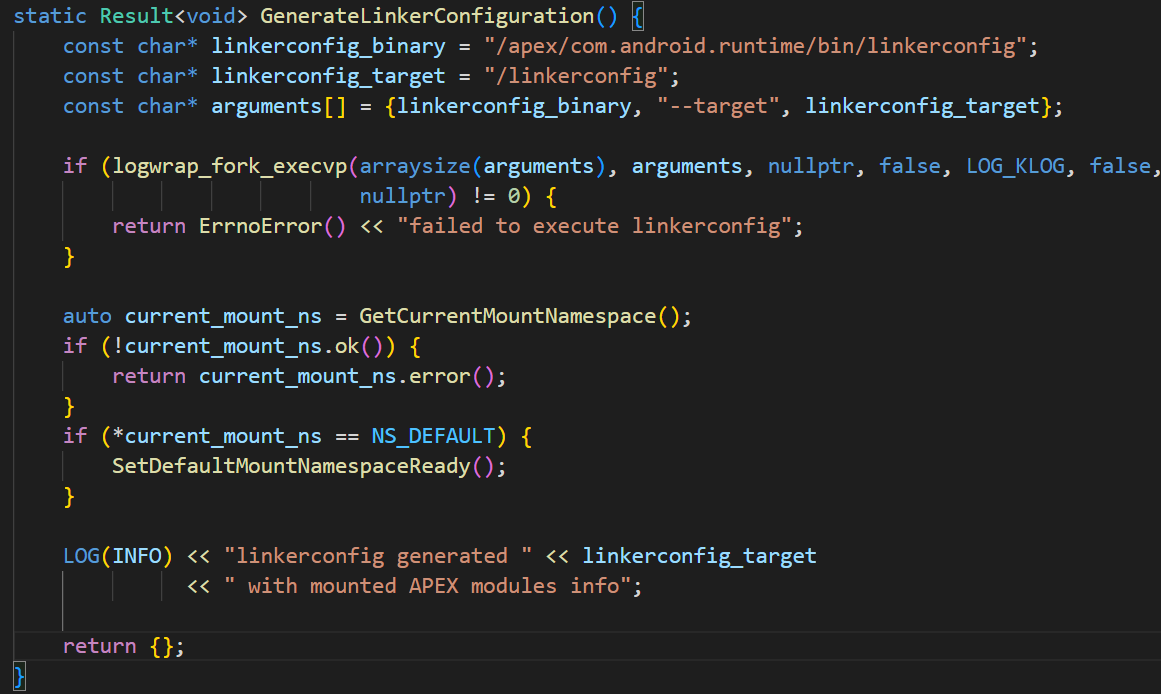 static Result<void> GenerateLinkerConfiguration() {
    const char* linkerconfig_binary = "/apex/com.android.runtime/bin/linkerconfig";
    const char* linkerconfig_target = "/linkerconfig";
    const char* arguments[] = {linkerconfig_binary, "--target", linkerconfig_target};

    if (logwrap_fork_execvp(arraysize(arguments), arguments, nullptr, false, LOG_KLOG, false,
                            nullptr) != 0) {
        return ErrnoError() << "failed to execute linkerconfig";
    }

    auto current_mount_ns = GetCurrentMountNamespace();
    if (!current_mount_ns.ok()) {
        return current_mount_ns.error();
    }
    if (*current_mount_ns == NS_DEFAULT) {
        SetDefaultMountNamespaceReady();
    }

    LOG(INFO) << "linkerconfig generated " << linkerconfig_target
              << " with mounted APEX modules info";

    return {};
}